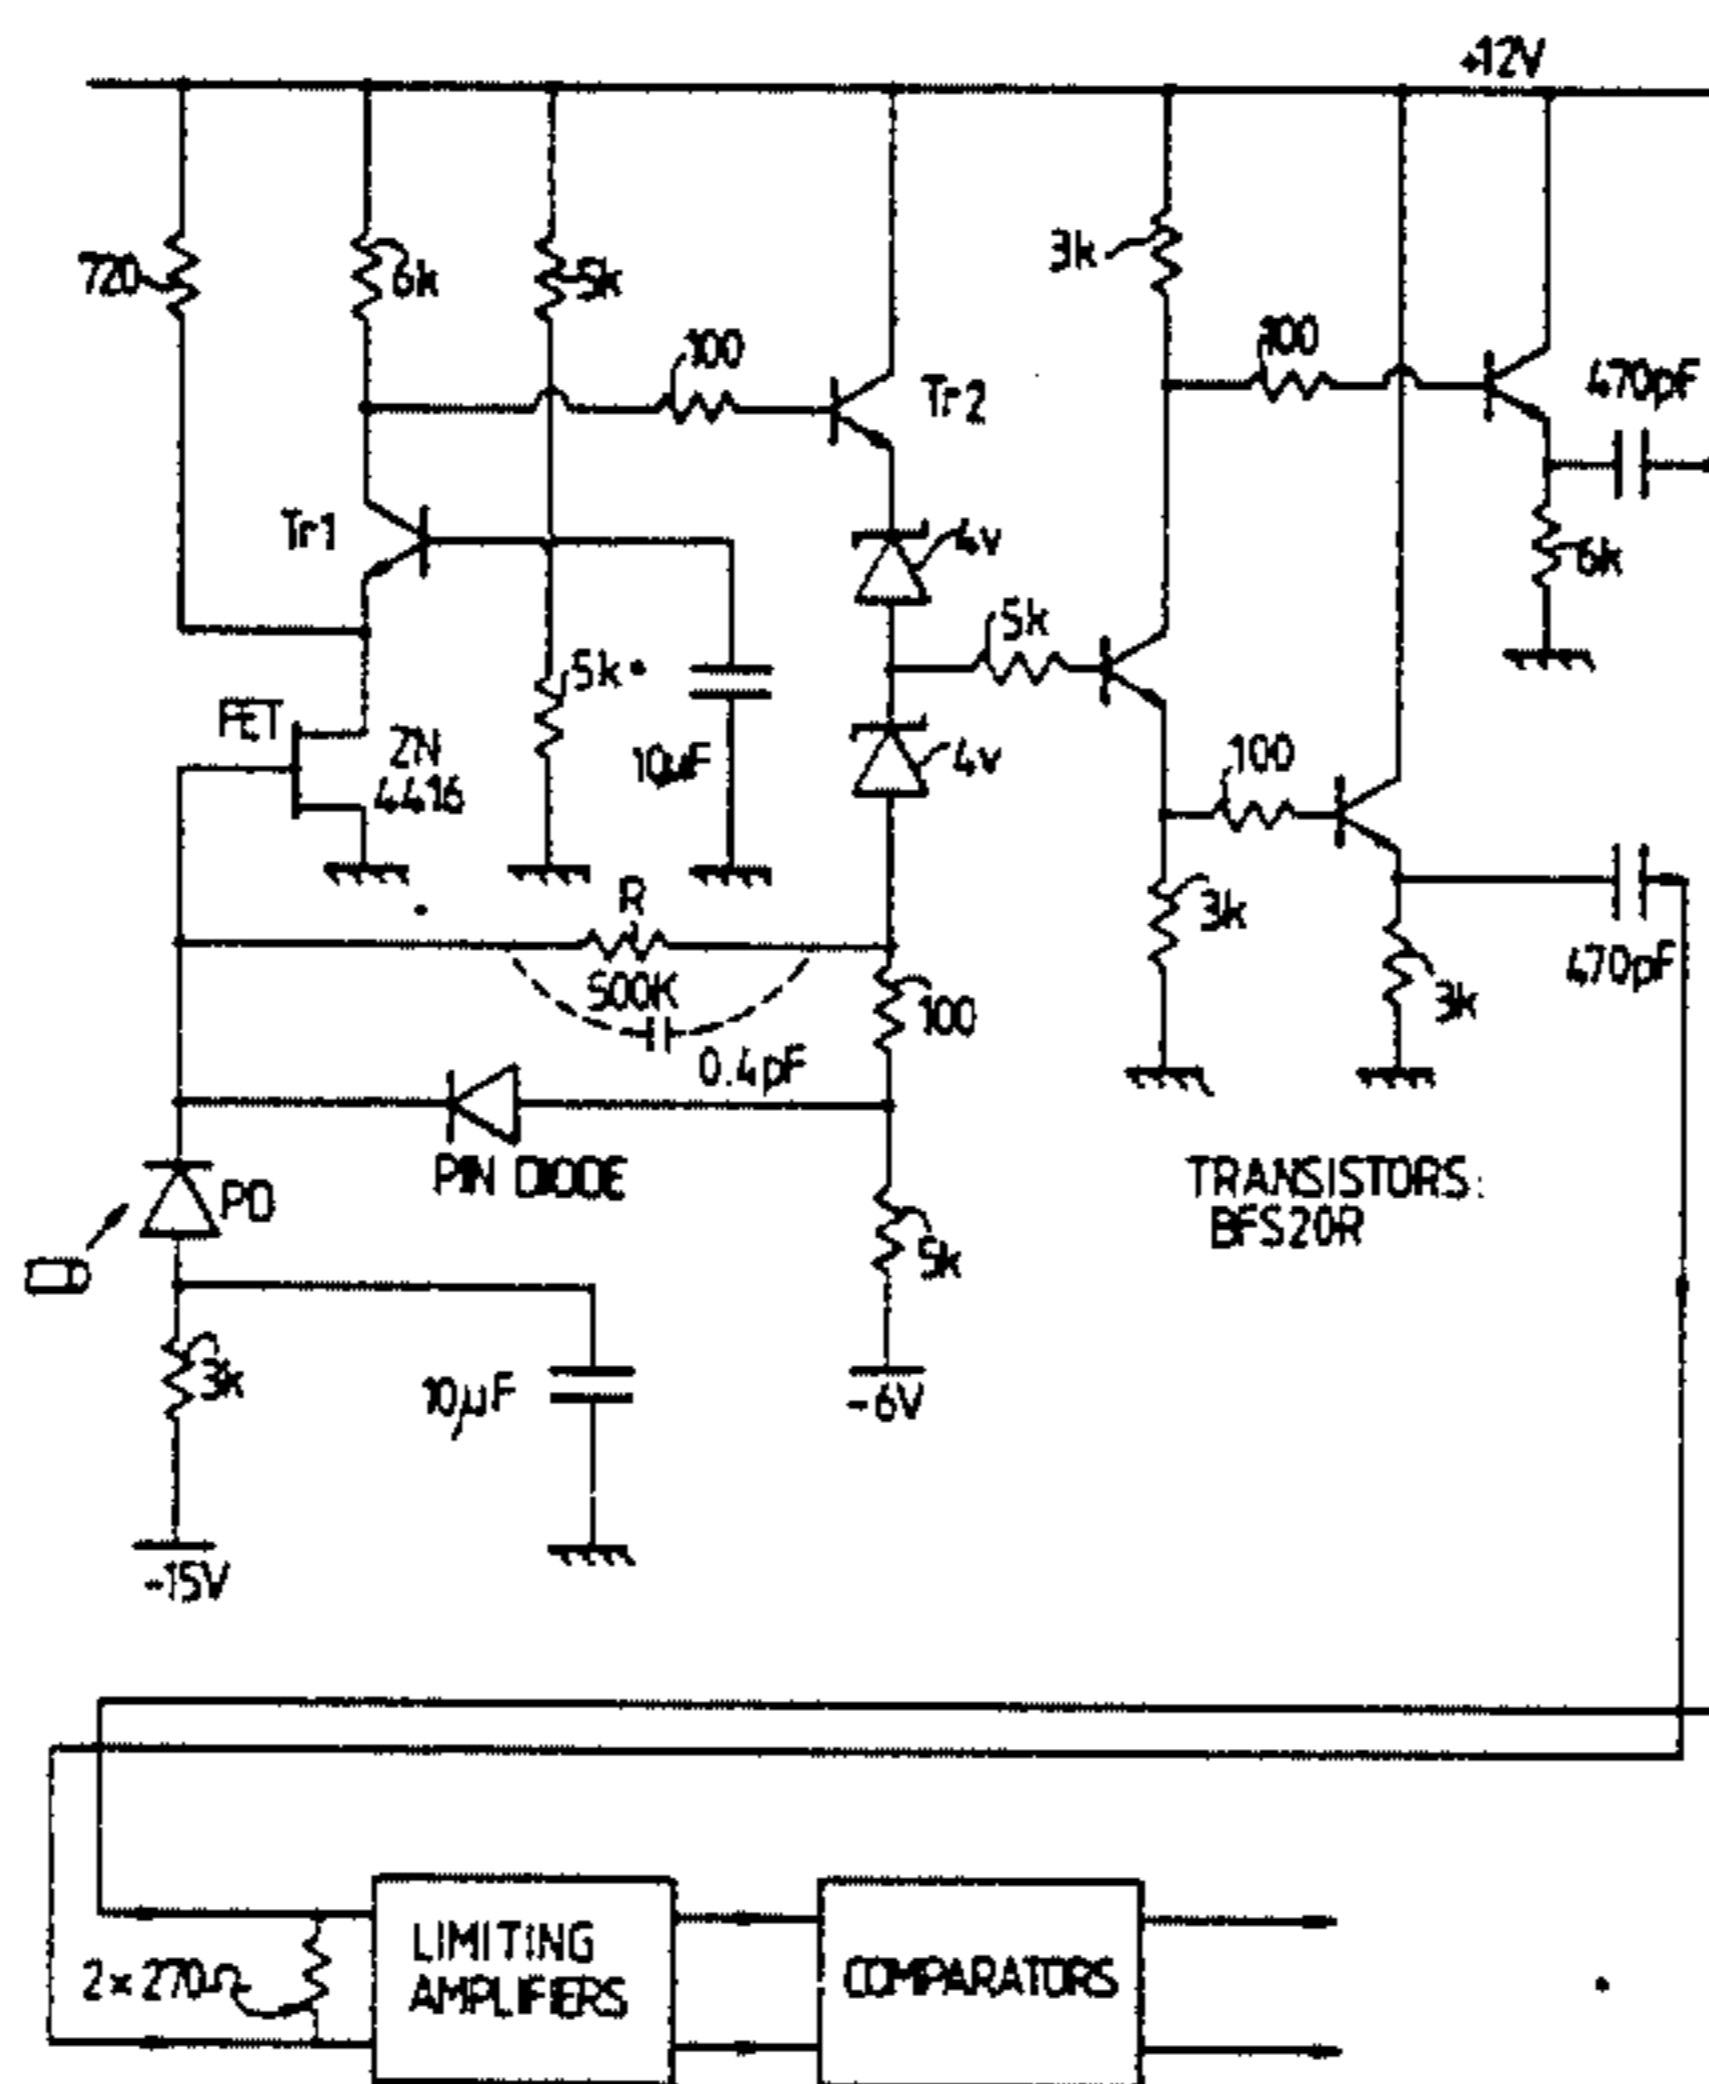 +12V
720
6k
5k
3k
100
100
470pF
Tr2
Tr1
4v
6k
5k
5k
FET
2N
4416
10µF
4v
100
R
500K
3k
100
470pF
3k
0.4pF
PIN DIODE
PD
TRANSISTORS:
BFS20R
5k
3k
10µF
-6V
-15V
LIMITING
AMPLIFIERS
2×270Ω
COMPARATORS